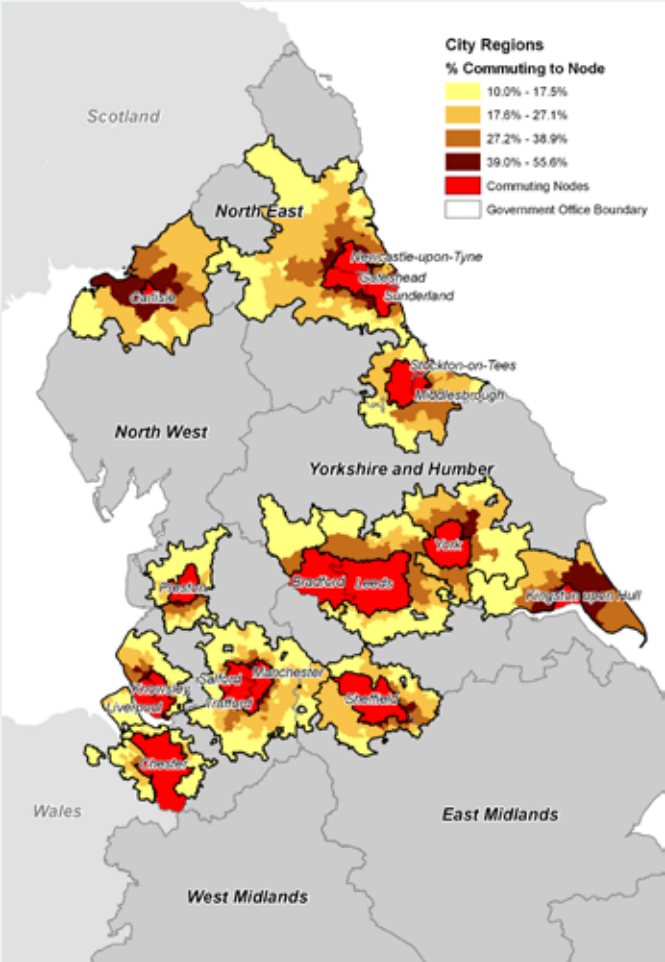 City Regions
% Commuting to Node
10.0% - 17.5%
17.6% - 27.1%
27.2% - 38.9%
39.0% - 55.6%
Commuting Nodes
Government Office Boundary
Scotland
North East
Newcastle-upon-Tyne
Gateshead
Sunderland
Carlisle
Stockton-on-Tees
Middlesbrough
North West
Yorkshire and Humber
York
Preston
Bradford
Leeds
Kingston upon Hull
Knowsley
Liverpool
Salford
Manchester
Trafford
Sheffield
Chester
Wales
East Midlands
West Midlands